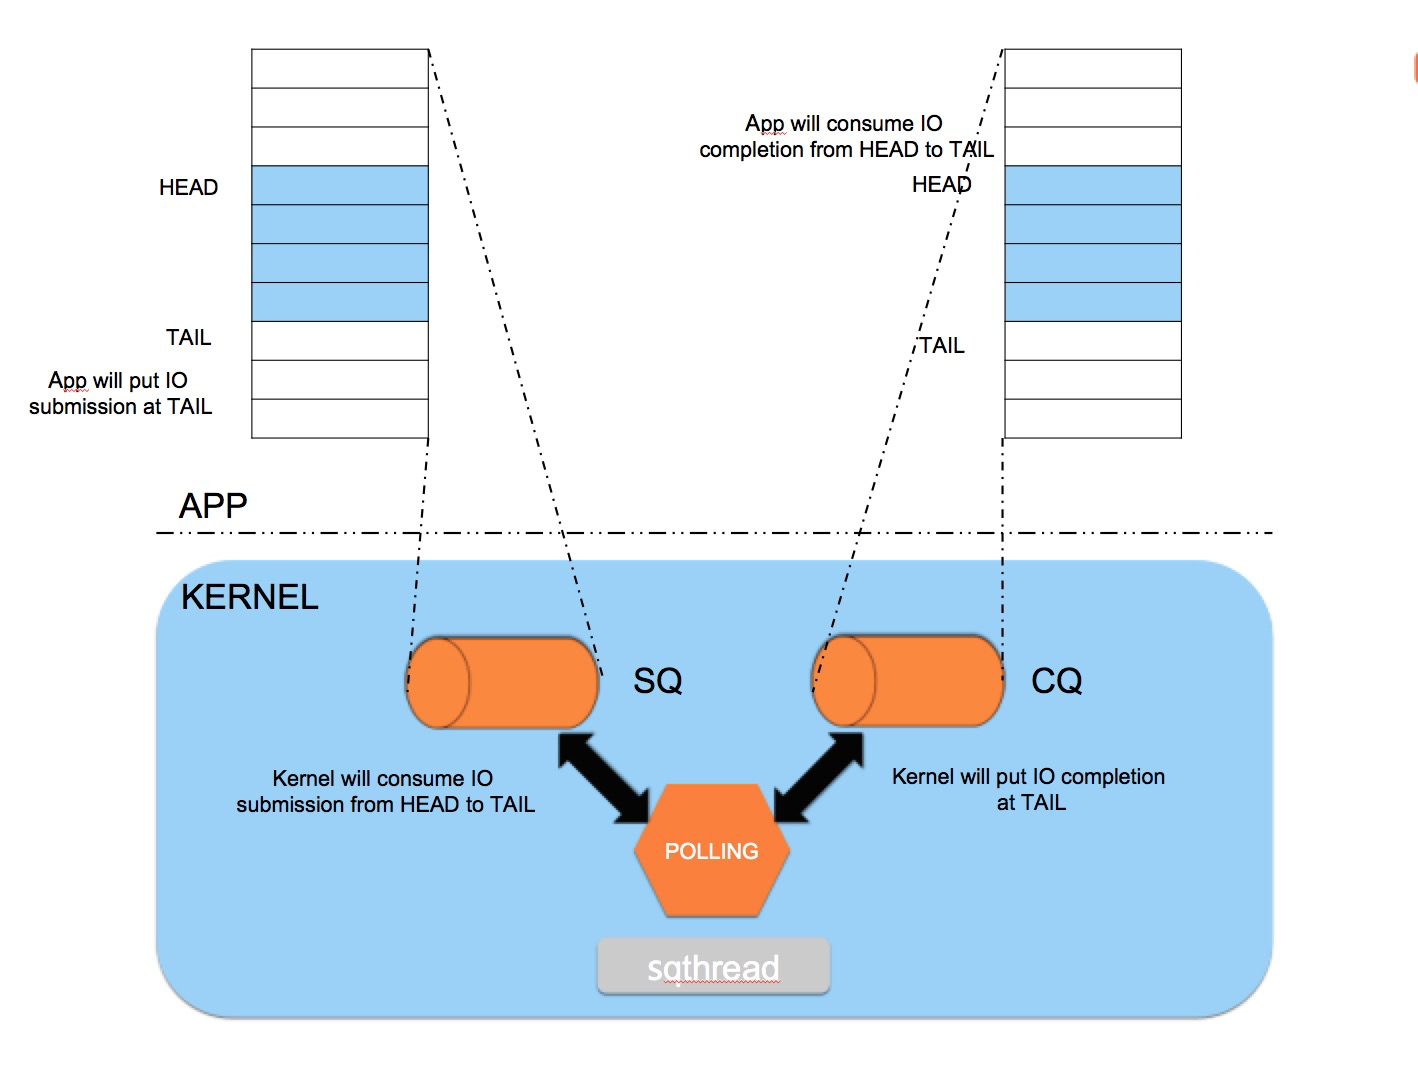 App will consume IO
completion from HEAD to TAIL
HEAD
HEAD
TAIL
TAIL
App will put IO
submission at TAIL
APP
KERNEL
SQ
CQ
Kernel will consume IO
submission from HEAD to TAIL
Kernel will put IO completion
at TAIL
POLLING
sqthread